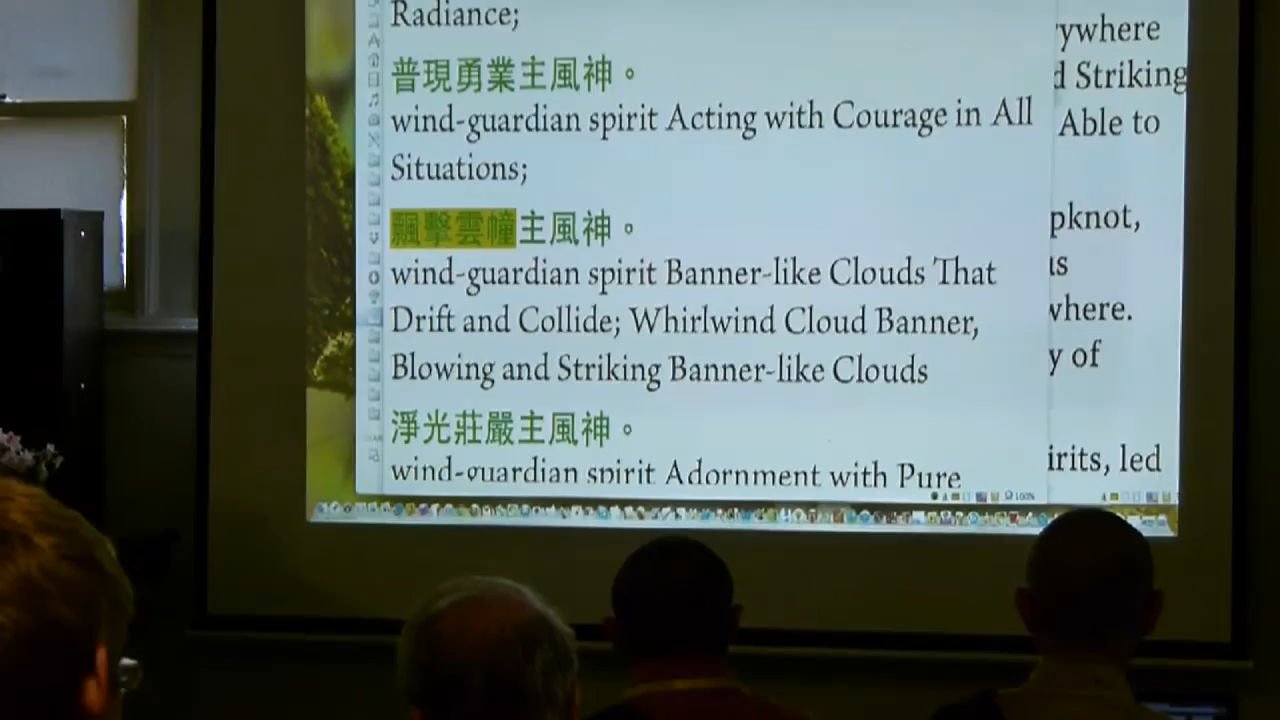 Radiance;
普現勇業主風神。
wind-guardian spirit Acting with Courage in All
Situations;
飄擊雲幢主風神。
wind-guardian spirit Banner-like Clouds That
Drift and Collide; Whirlwind Cloud Banner,
Blowing and Striking Banner-like Clouds
淨光莊嚴主風神。
wind-guardian spirit Adornment with Pure
100%
ywhere
d Striking
Able to
pknot,
us
where.
y of
irits, led